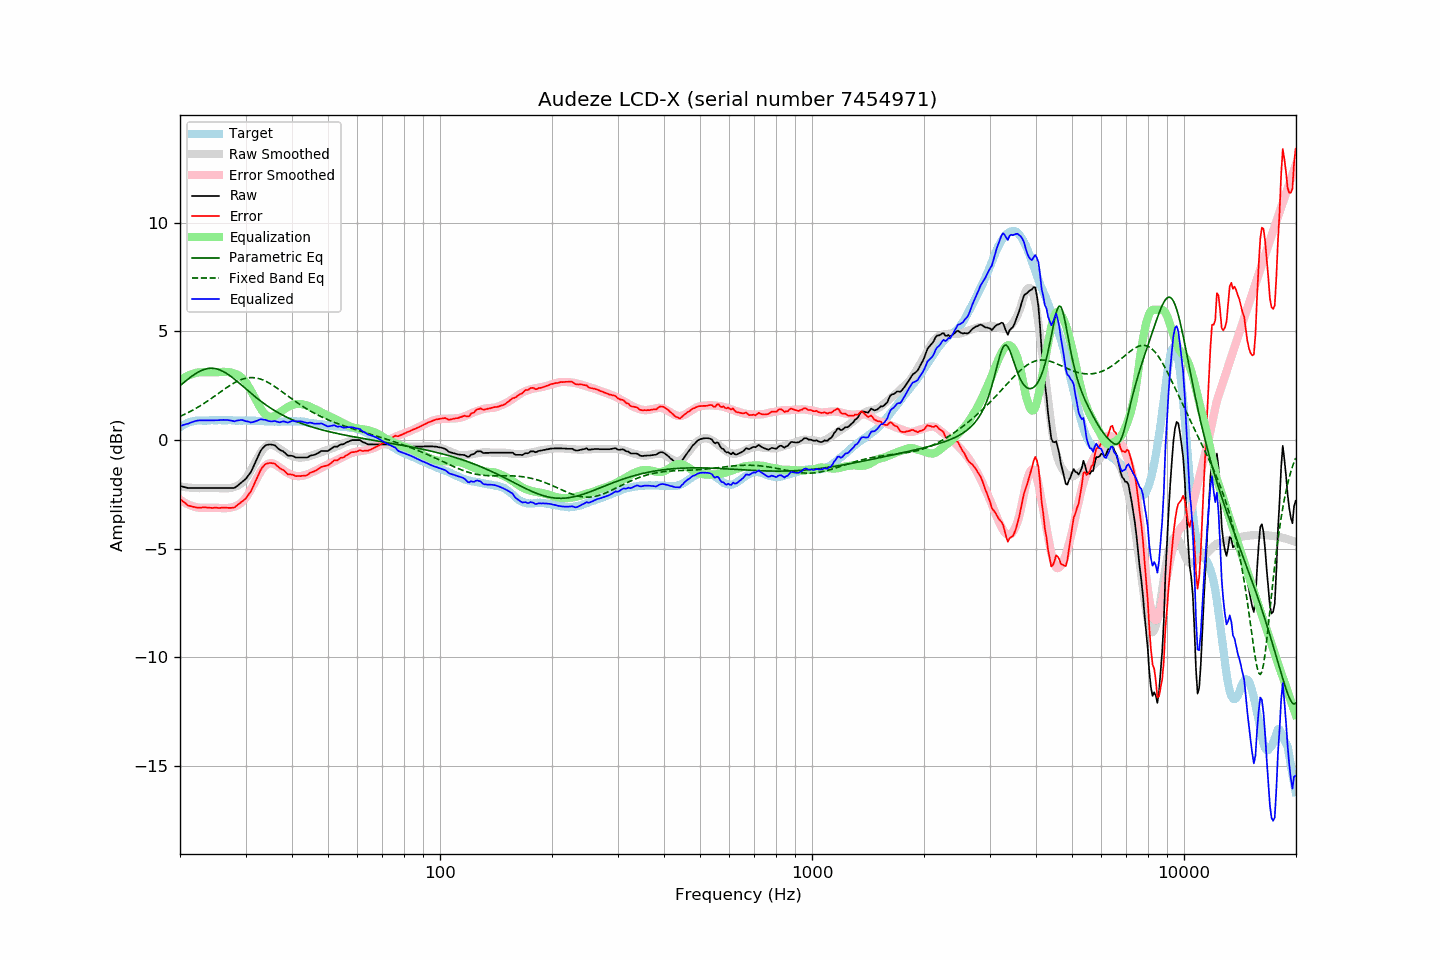 Audeze LCD-X (serial number 7454971)
Target
Raw Smoothed
Error Smoothed
Raw
Error
Equalization
Parametric Eq
Fixed Band Eq
Equalized
Amplitude (dBr)
10
5
0
−5
−10
−15
100
1000
10000
Frequency (Hz)